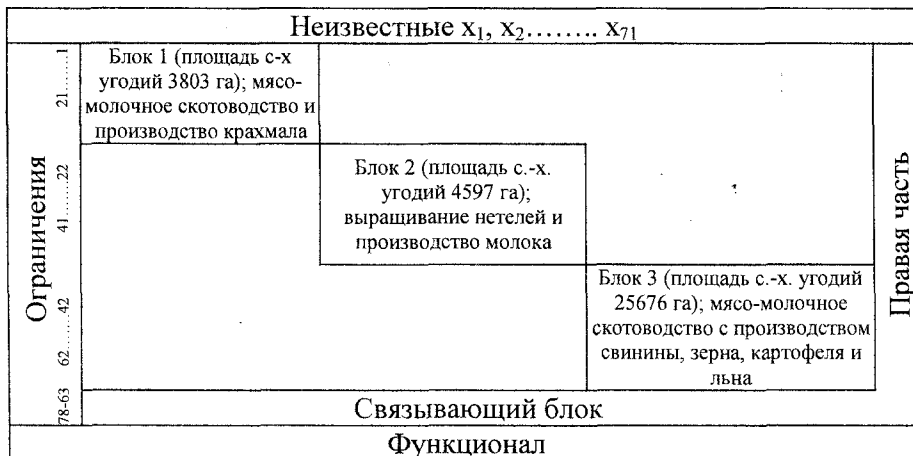 Неизвестные x₁, x₂…….. x₇₁
Ограничения
21……1
Блок 1 (площадь с-х
угодий 3803 га); мясо-
молочное скотоводство и
производство крахмала
41……22
Блок 2 (площадь с.-х.
угодий 4597 га);
выращивание нетелей и
производство молока
62……42
Блок 3 (площадь с.-х. угодий
25676 га); мясо-молочное
скотоводство с производством
свинины, зерна, картофеля и
льна
Правая часть
78-63
Связывающий блок
Функционал